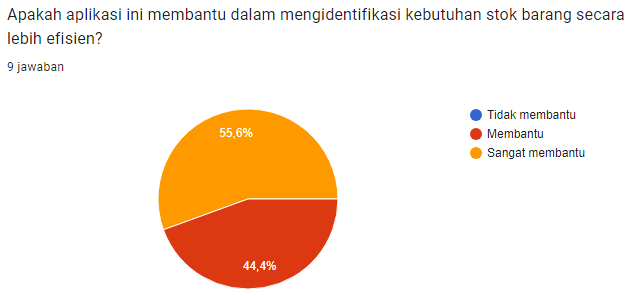 Apakah aplikasi ini membantu dalam mengidentifikasi kebutuhan stok barang secara
lebih efisien?
9 jawaban
Tidak membantu
Membantu
Sangat membantu
55,6%
44,4%